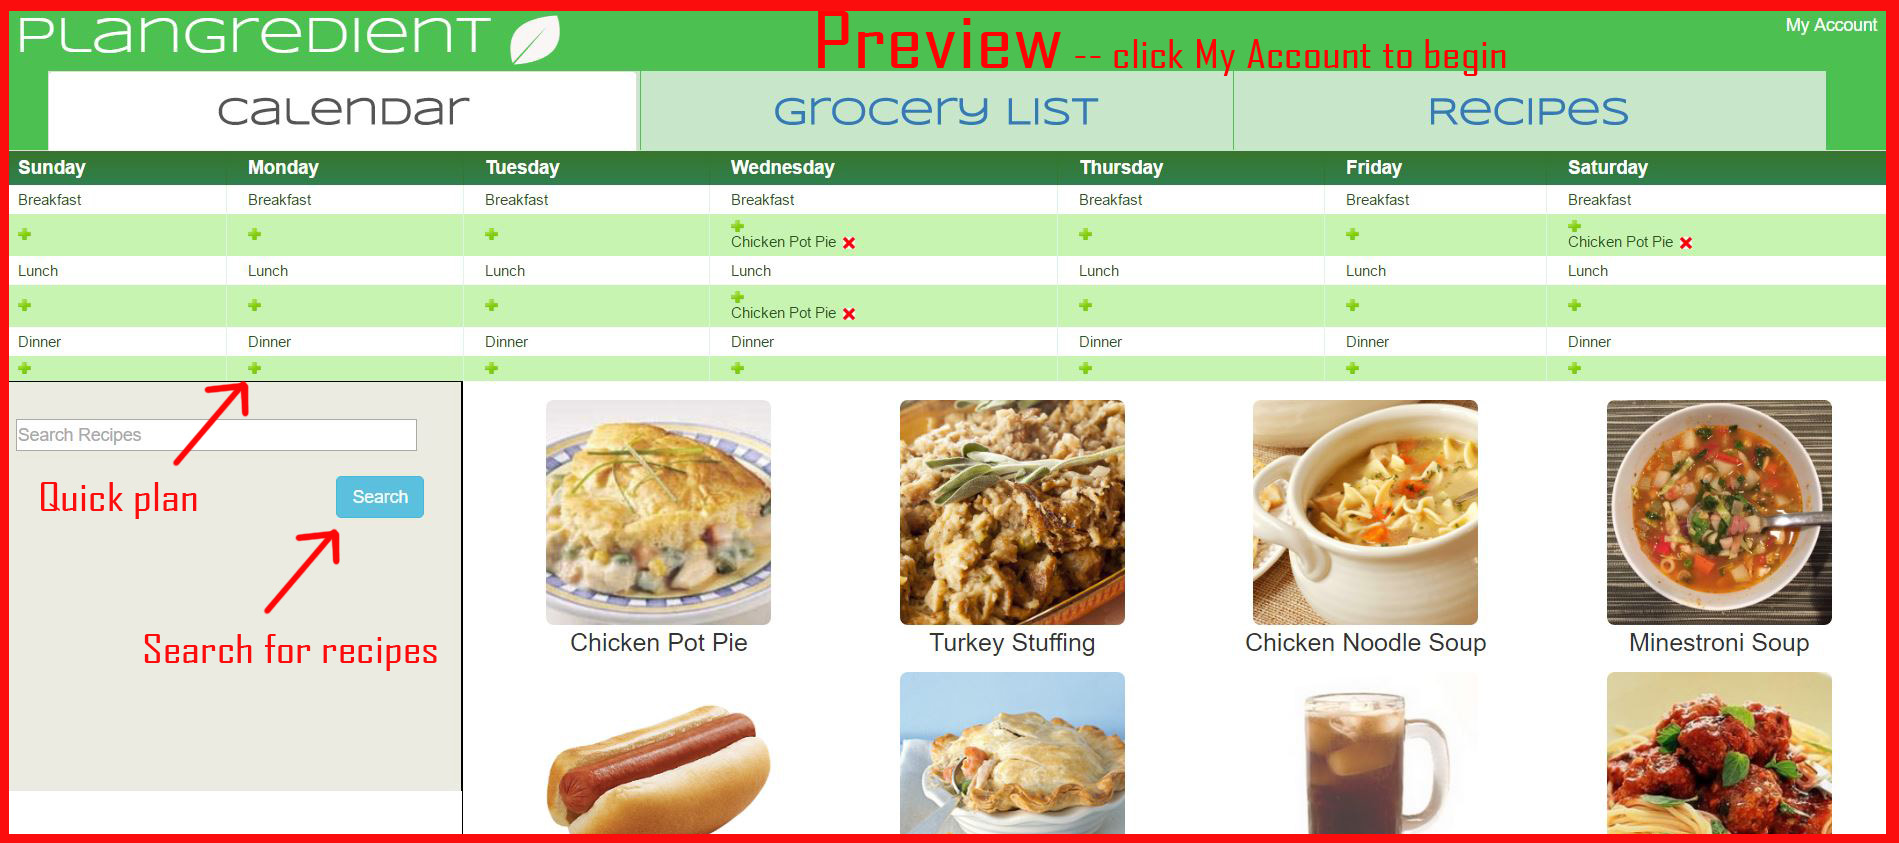 PLANGREDIENT
Preview -- click My Account to begin
My Account
Calendar
Grocery List
Recipes
Sunday Monday Tuesday Wednesday Thursday Friday Saturday
Breakfast Breakfast Breakfast Breakfast Breakfast Breakfast Breakfast
Chicken Pot Pie Chicken Pot Pie
Lunch Lunch Lunch Lunch Lunch Lunch Lunch
Chicken Pot Pie
Dinner Dinner Dinner Dinner Dinner Dinner Dinner
Search Recipes
Quick plan
Search
Search for recipes
Chicken Pot Pie
Turkey Stuffing
Chicken Noodle Soup
Minestroni Soup